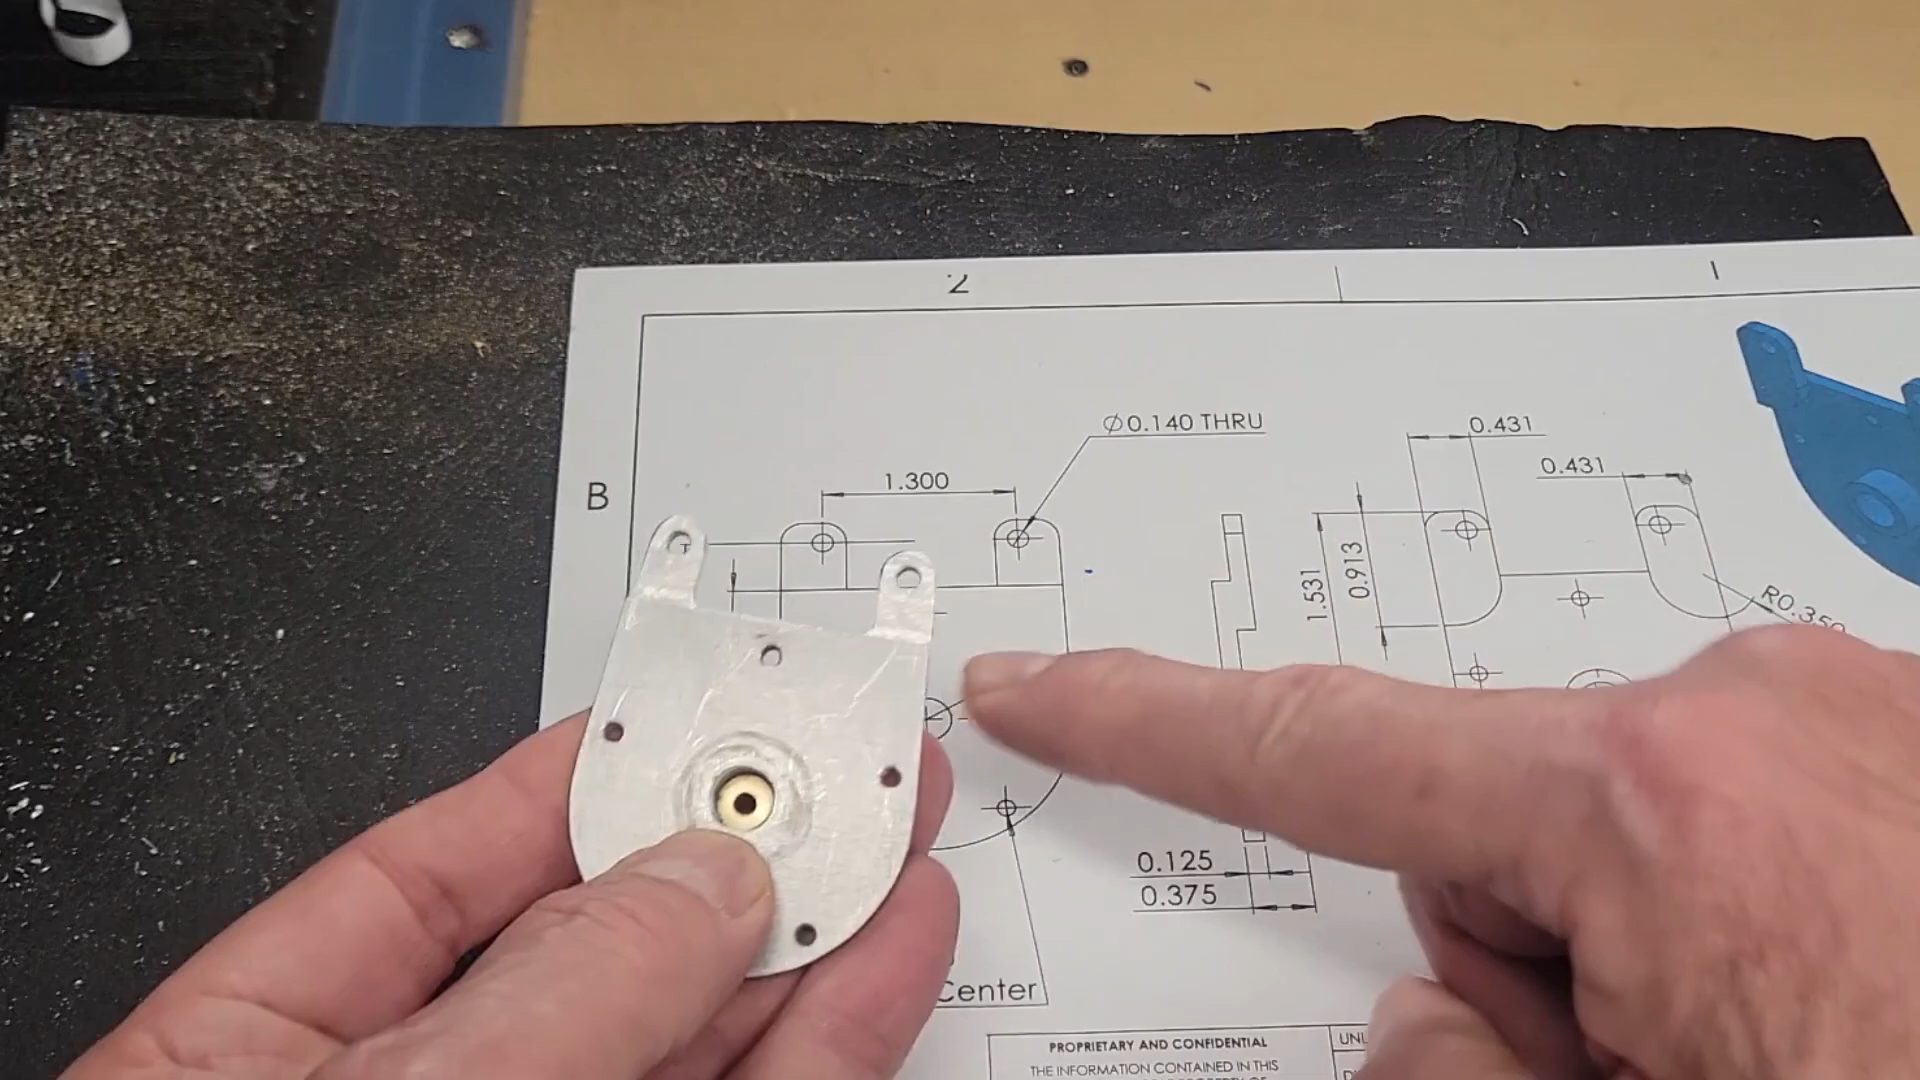 2
1
B
Ø0.140 THRU
1.300
0.431
0.431
1.531
0.913
R0.350
0.125
0.375
Center
PROPRIETARY AND CONFIDENTIAL
THE INFORMATION CONTAINED IN THIS